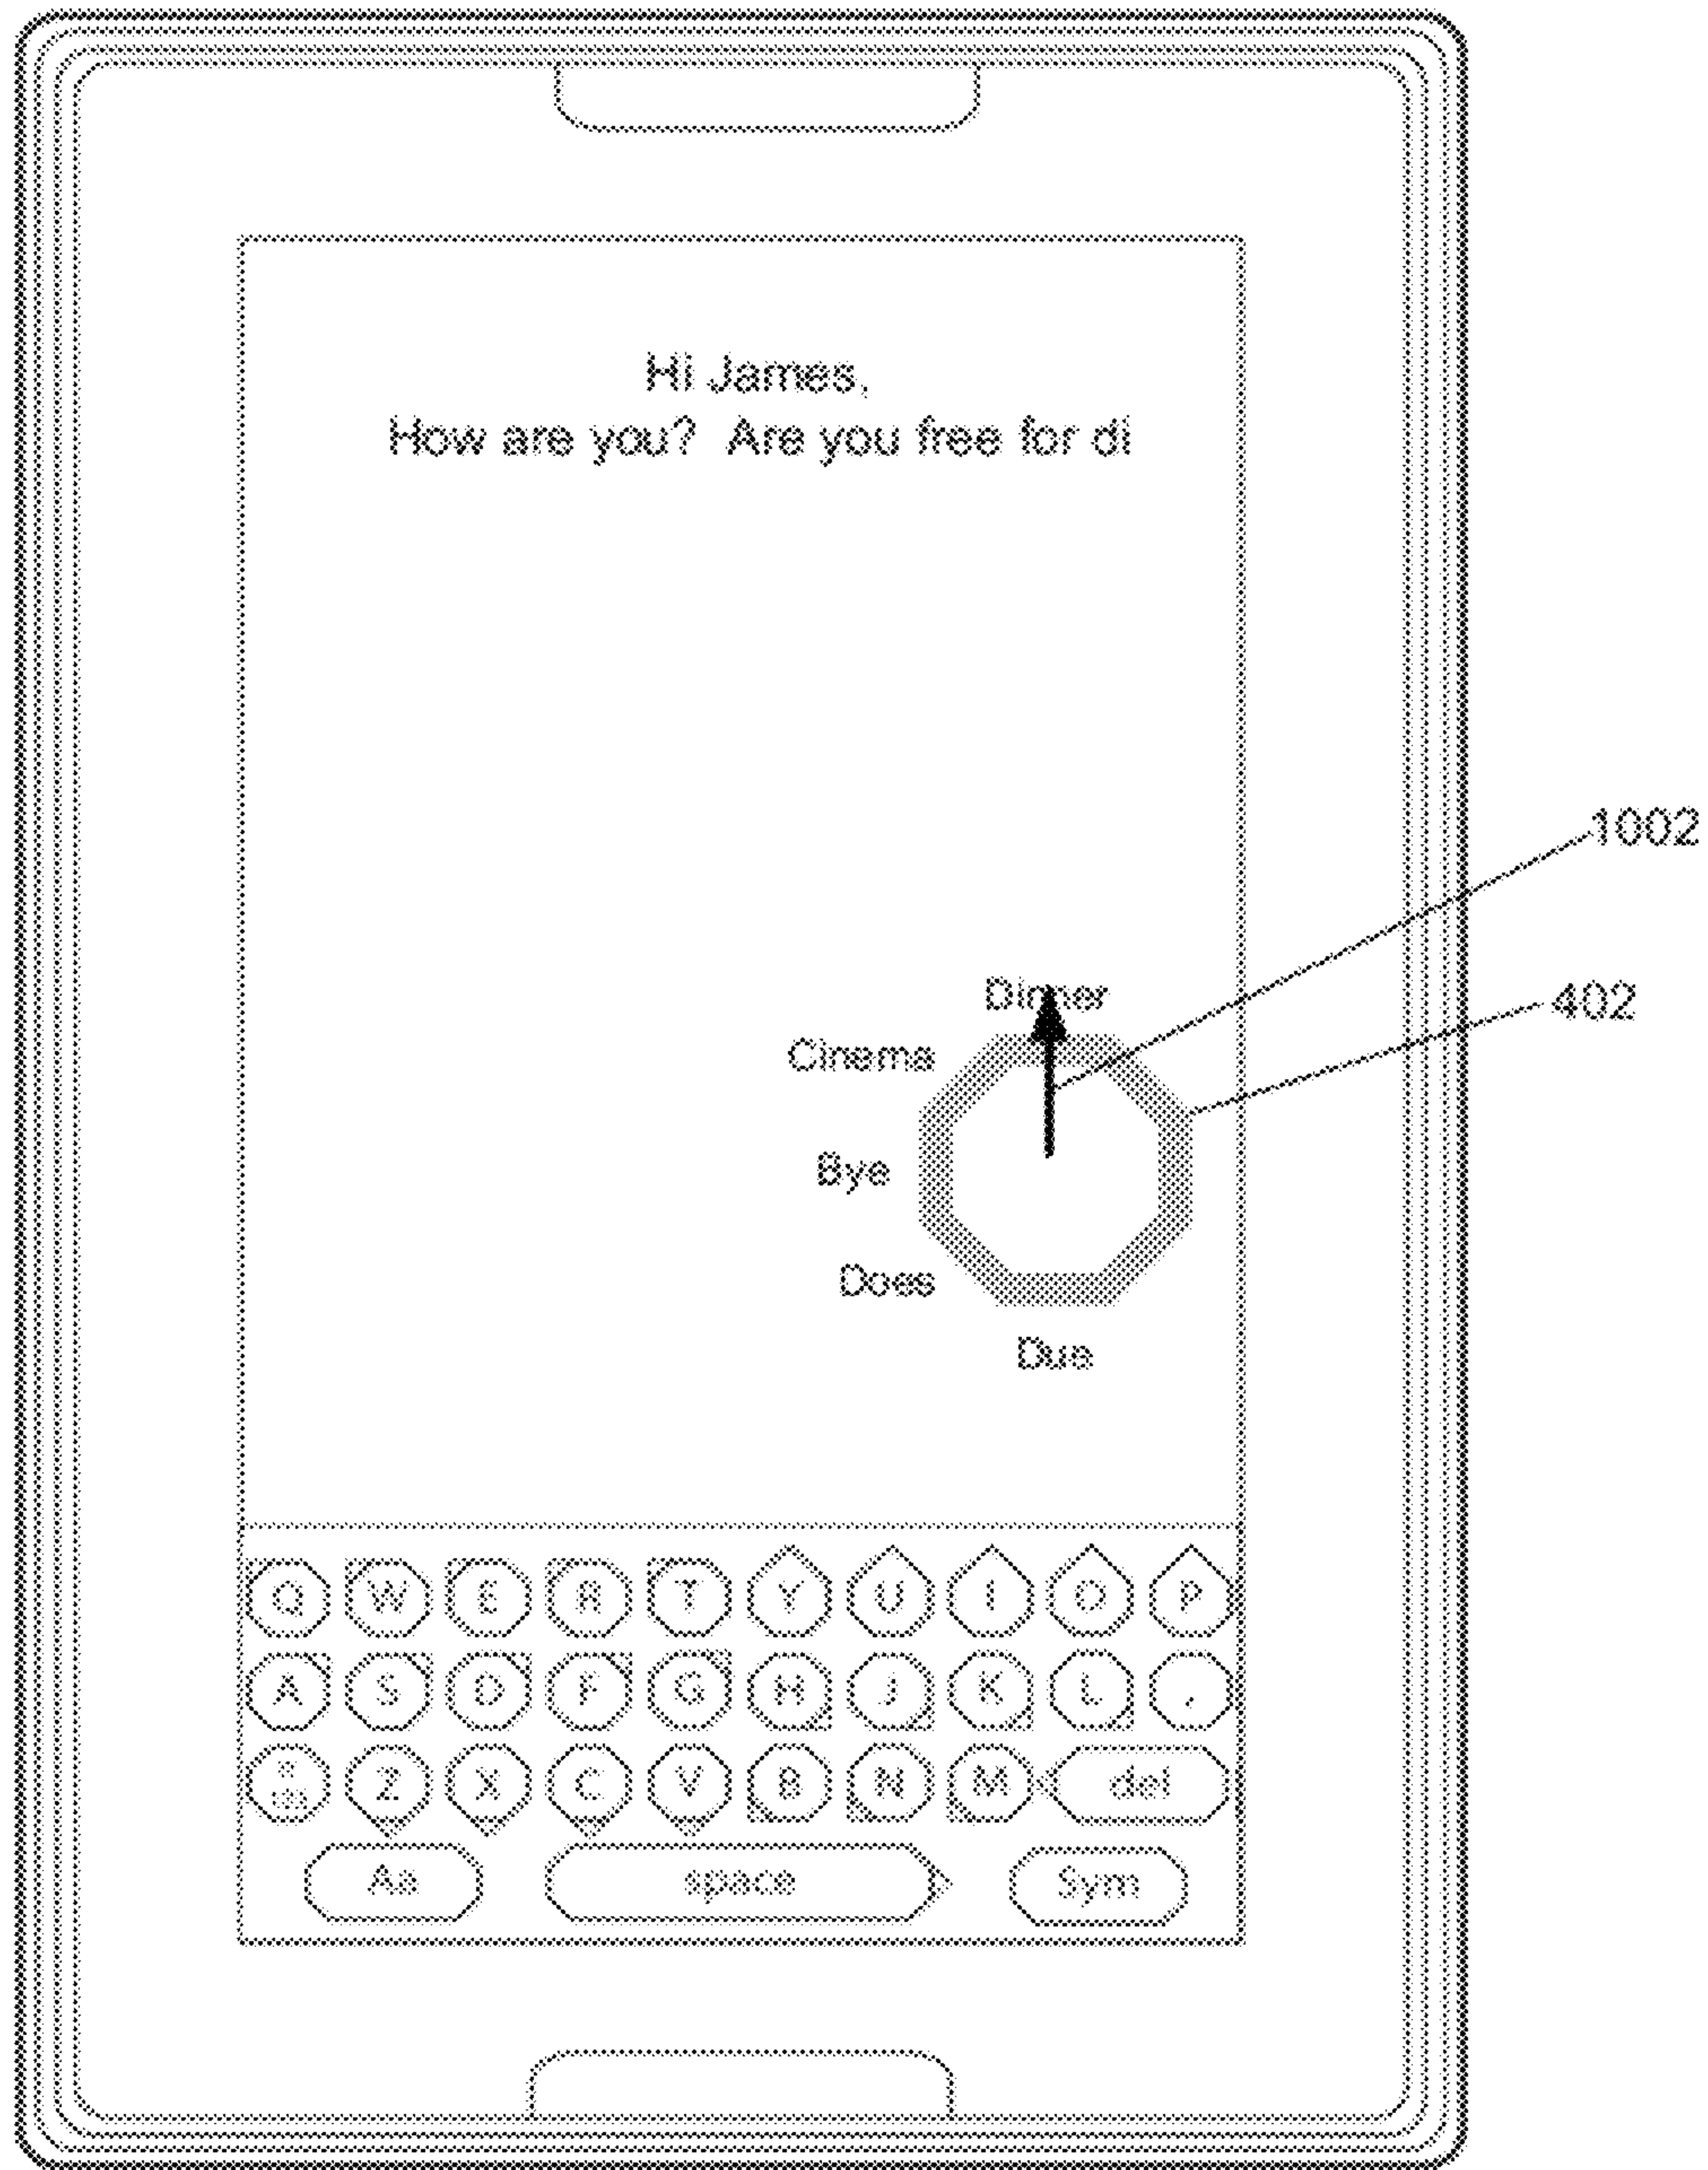 Hi James,
How are you?  Are you free for di
1002
Dinner
402
Cinema
Bye
Does
Due
Q W E R T Y U I O P
A S D F G H J K L
Z X C V B N M del
Aa space Sym